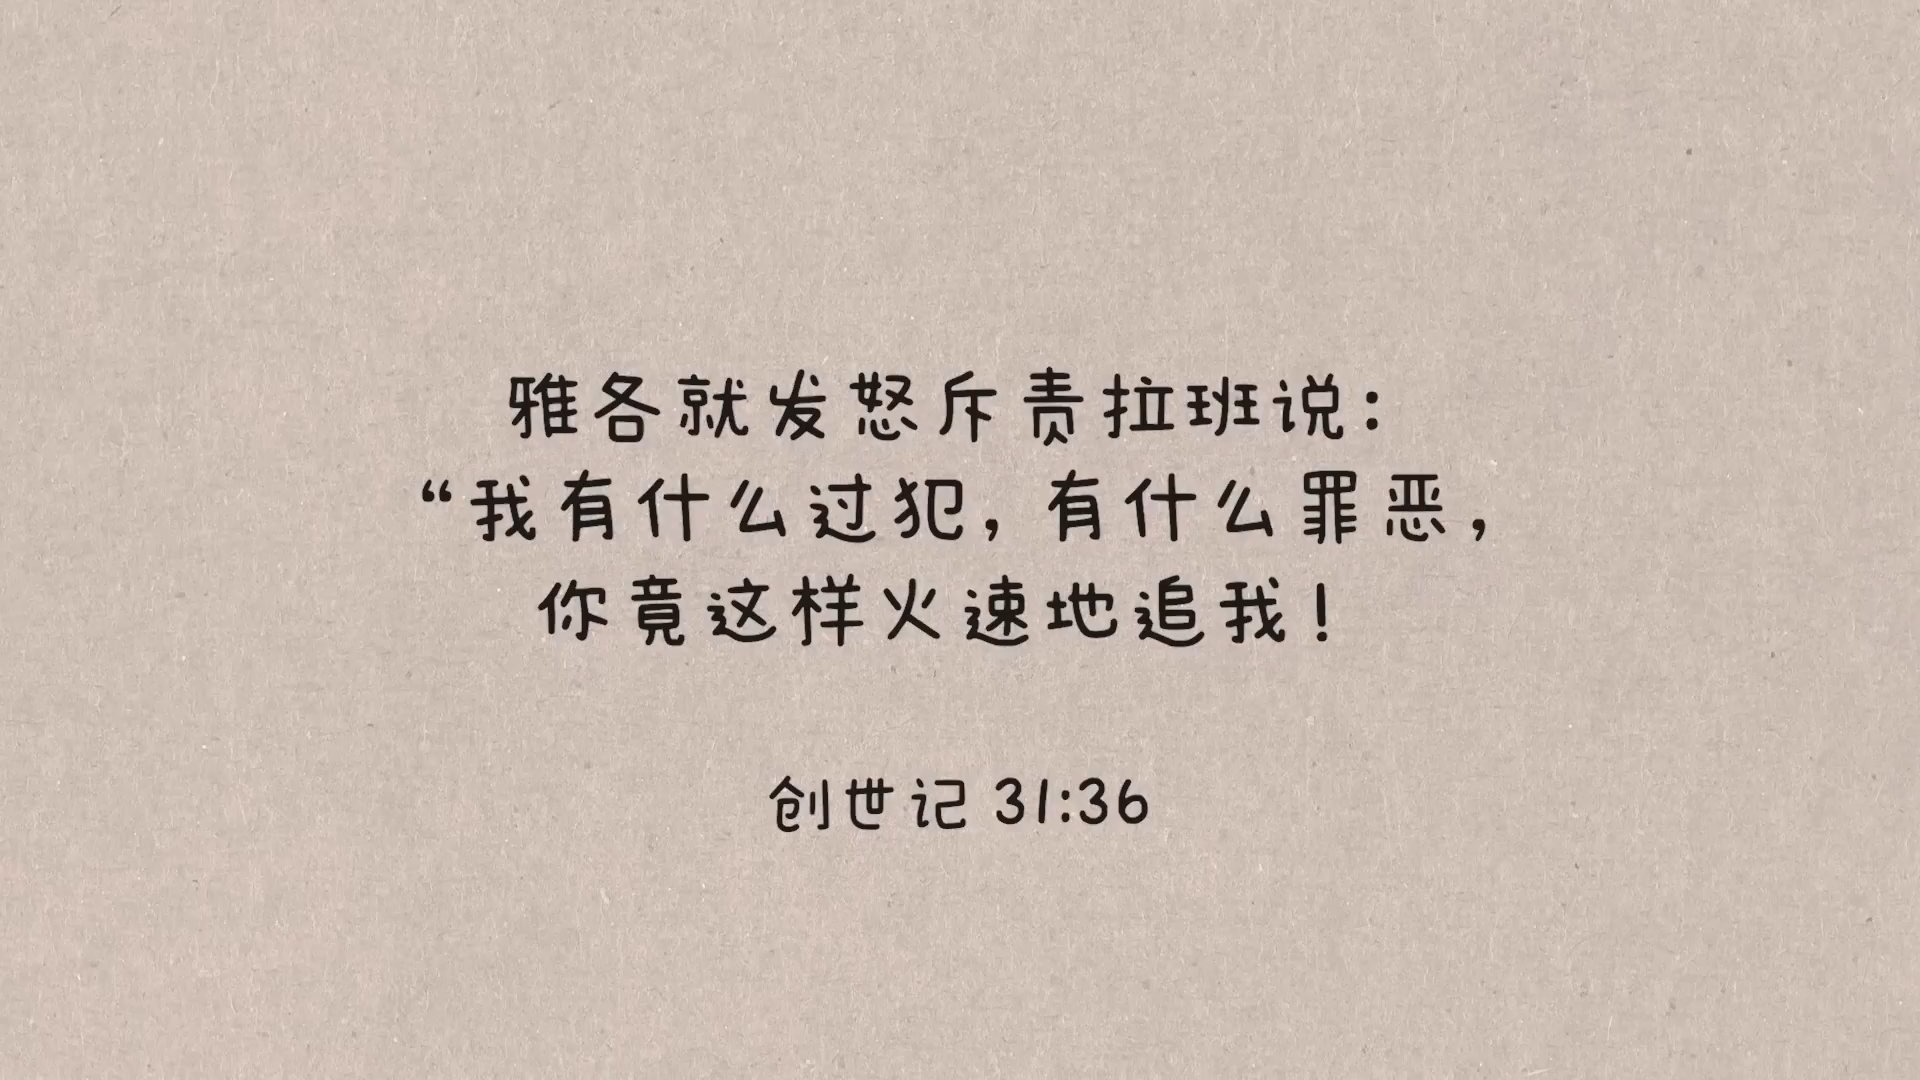 雅各就发怒斥责拉班说：
“我有什么过犯，有什么罪恶，
你竟这样火速地追我！
创世记 31:36